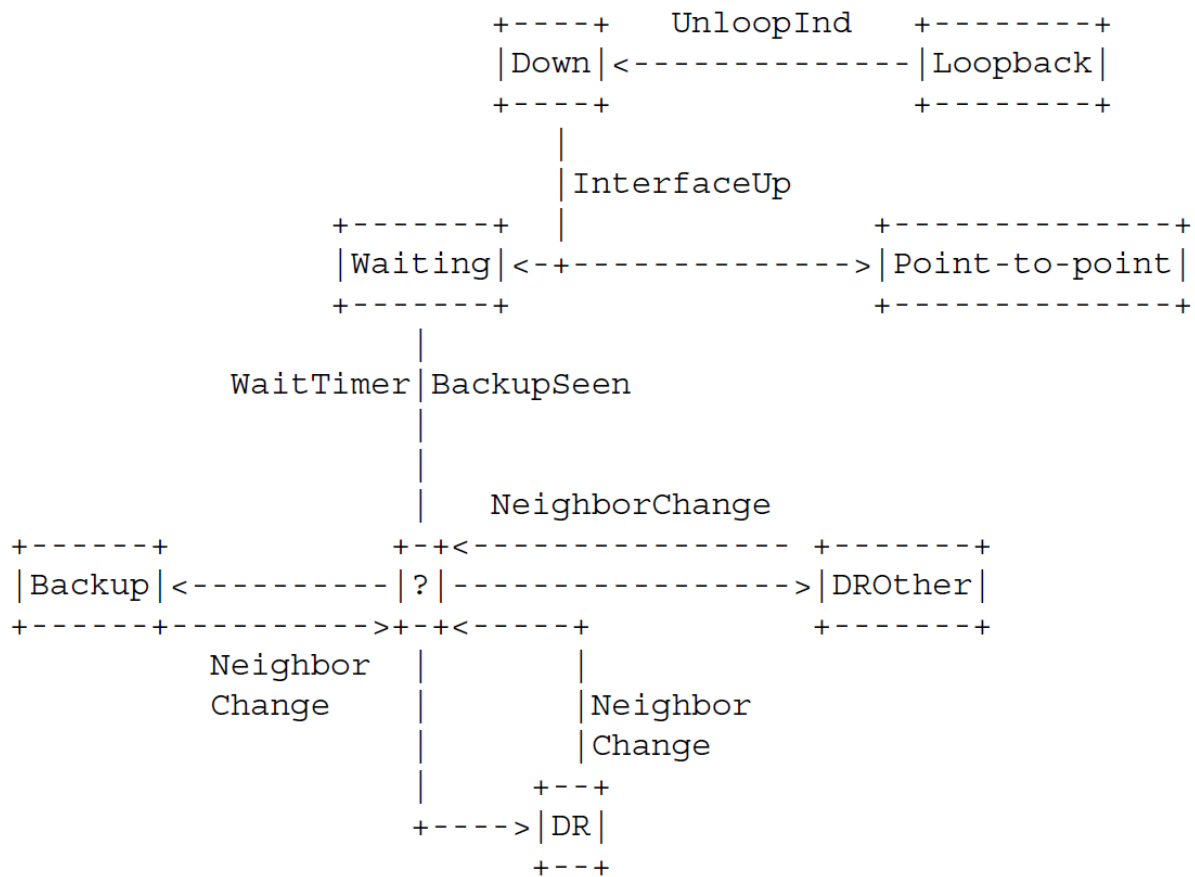 +----+   UnloopInd   +--------+
|Down|<--------------|Loopback|
+----+               +--------+
|
|InterfaceUp
+-------+  |               +--------------+
|Waiting|<-+-------------->|Point-to-point|
+-------+                  +--------------+
|
WaitTimer|BackupSeen
|
|
|   NeighborChange
+------+           +-+<---------------- +-------+
|Backup|<----------|?|----------------->|DROther|
+------+---------->+-+<-----+           +-------+
Neighbor  |       |
Change    |       |Neighbor
|       |Change
|     +--+
+---->|DR|
+--+